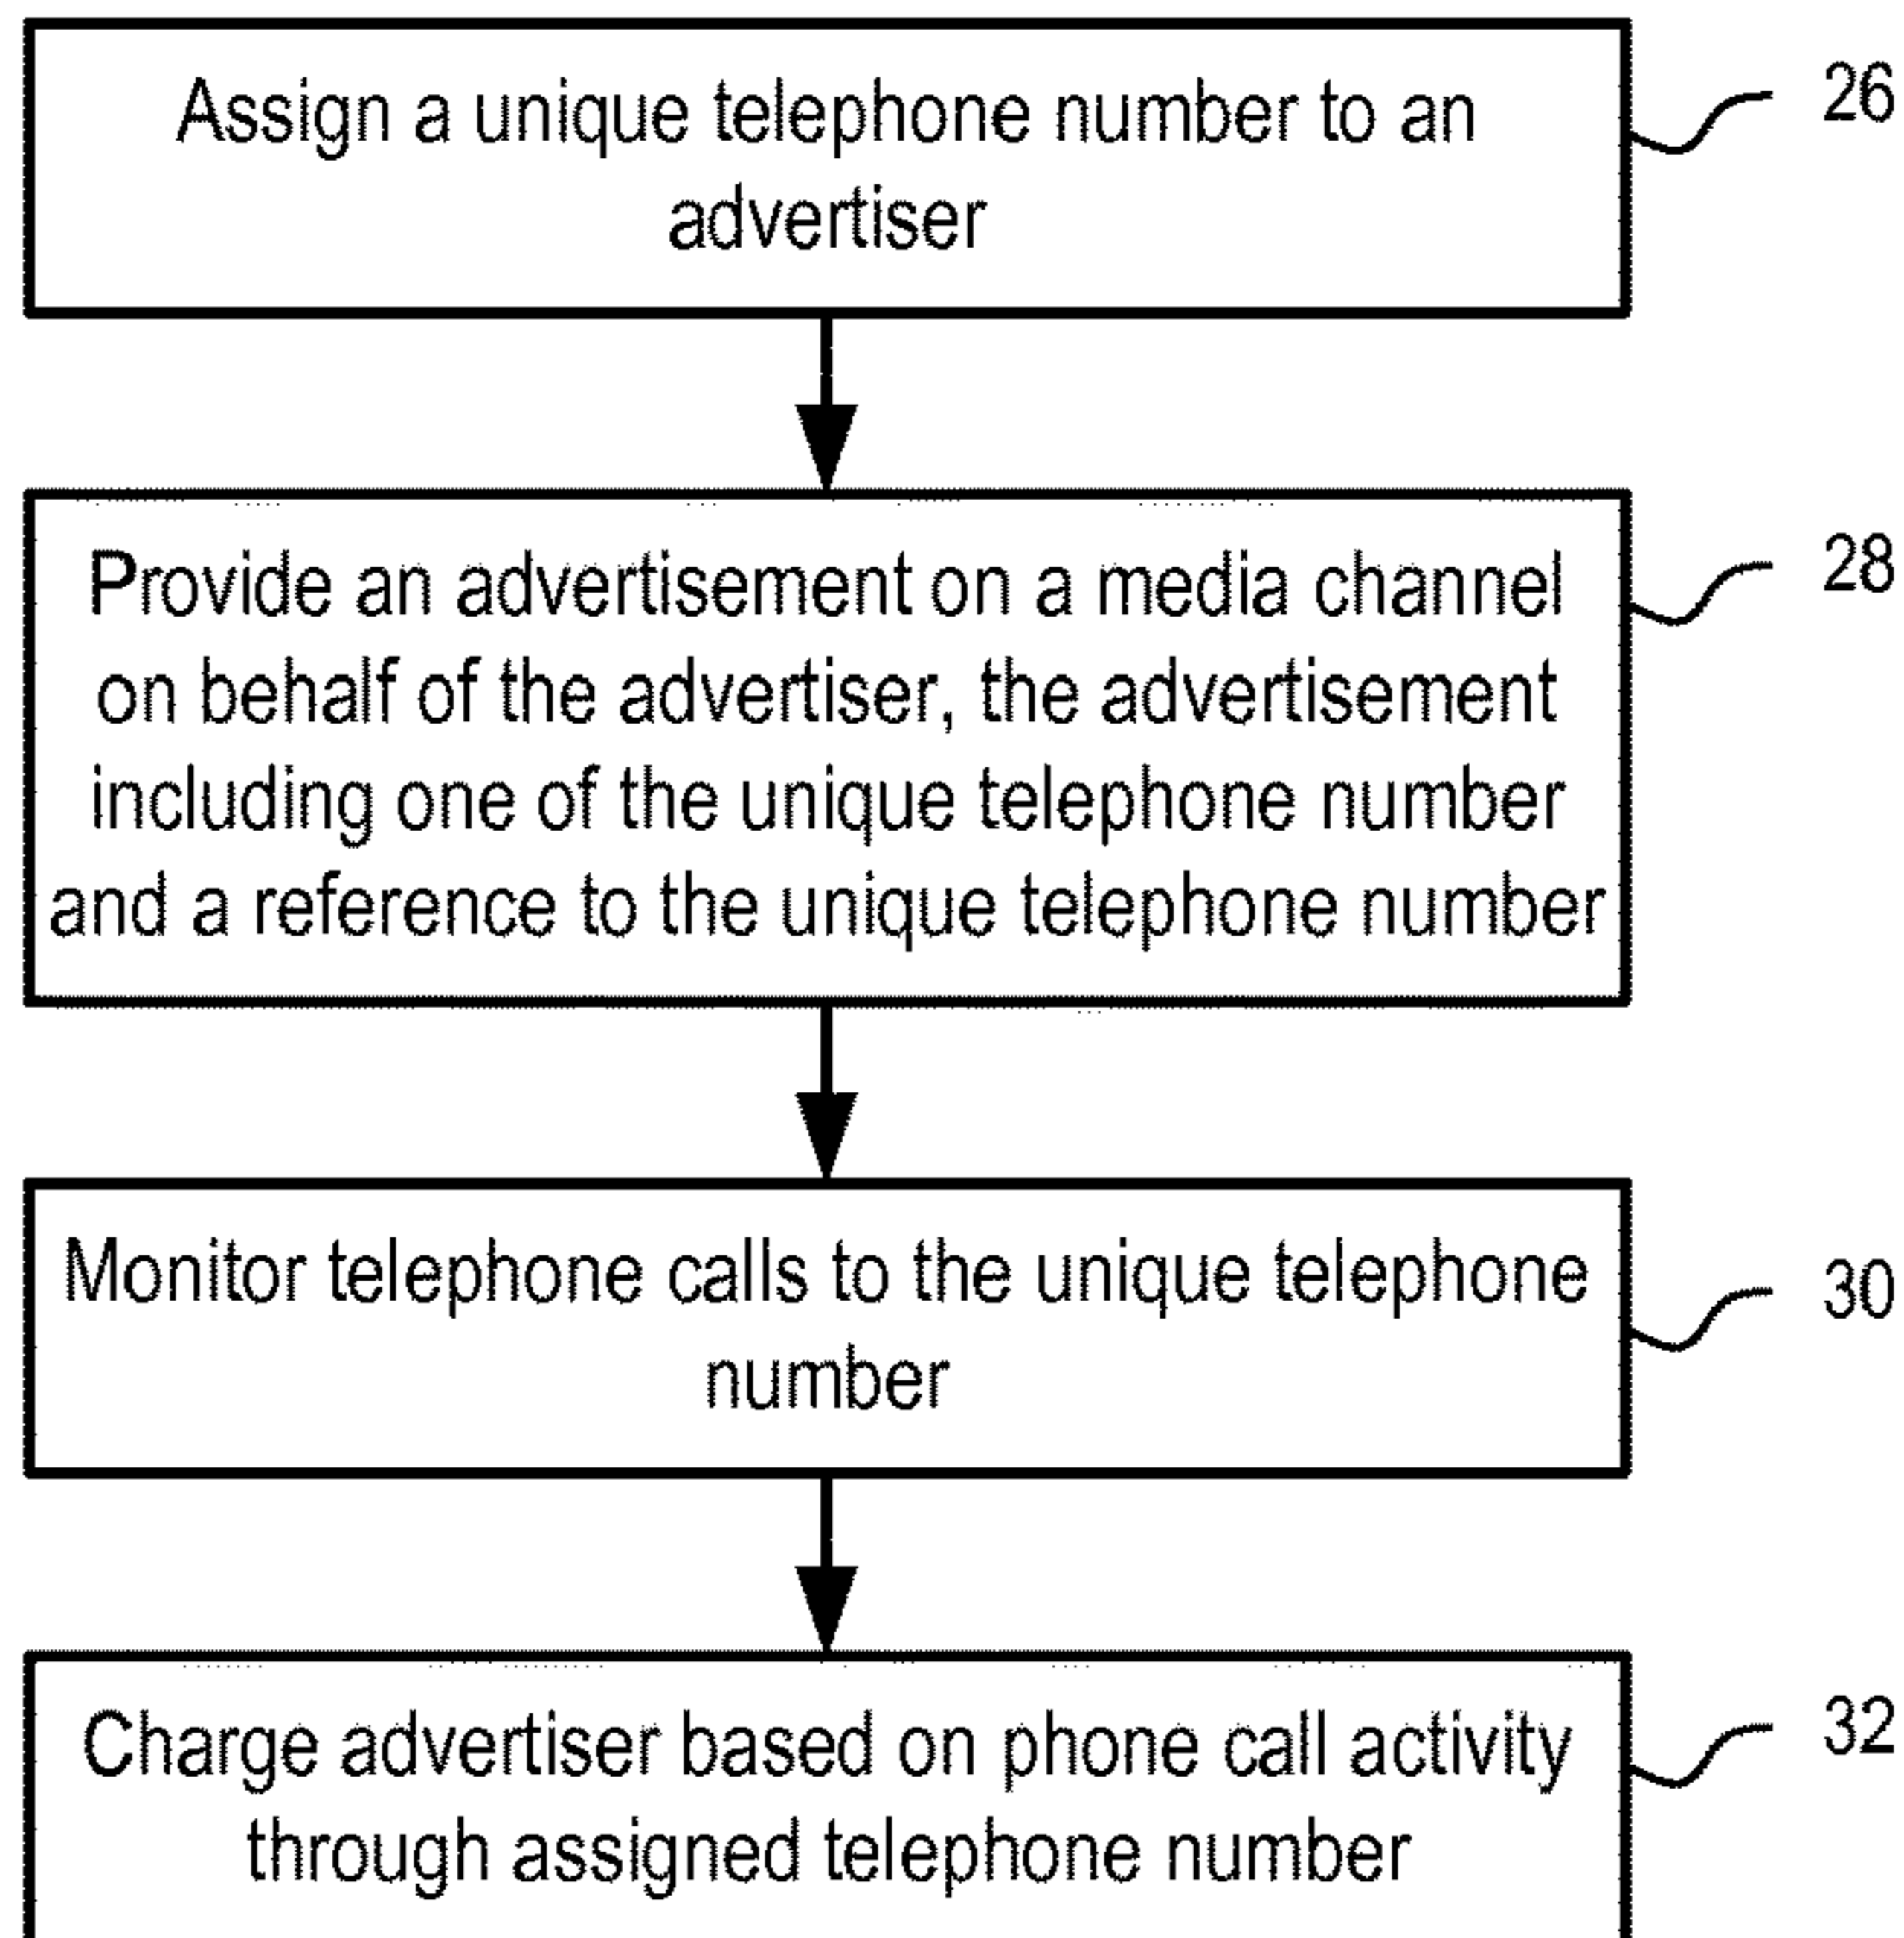 Assign a unique telephone number to an
advertiser
26
Provide an advertisement on a media channel
on behalf of the advertiser, the advertisement
including one of the unique telephone number
and a reference to the unique telephone number
28
Monitor telephone calls to the unique telephone
number
30
Charge advertiser based on phone call activity
through assigned telephone number
32